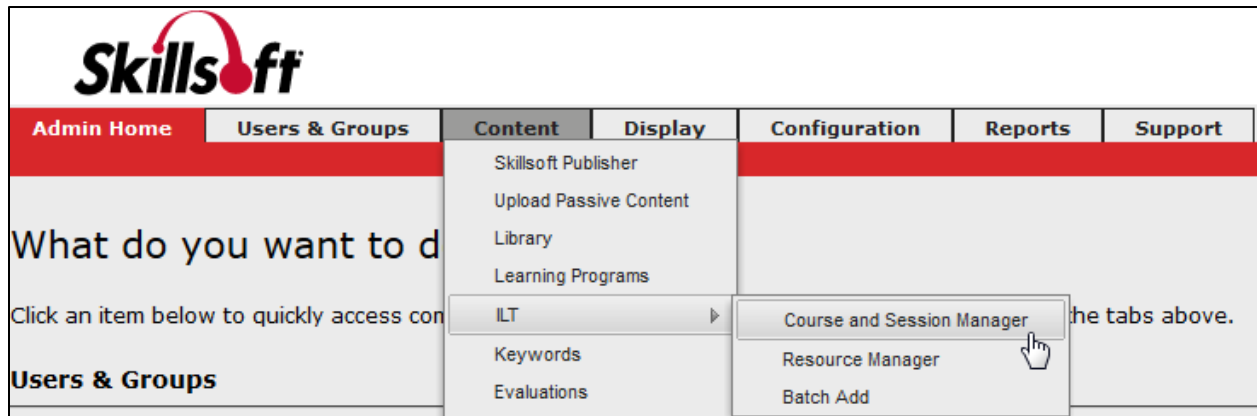 Skillsoft
Admin Home Users & Groups Content Display Configuration Reports Support
Skillsoft Publisher
Upload Passive Content
What do you want to d
Library
Learning Programs
Click an item below to quickly access con
ILT
Course and Session Manager
he tabs above.
Keywords
Resource Manager
Users & Groups
Evaluations
Batch Add